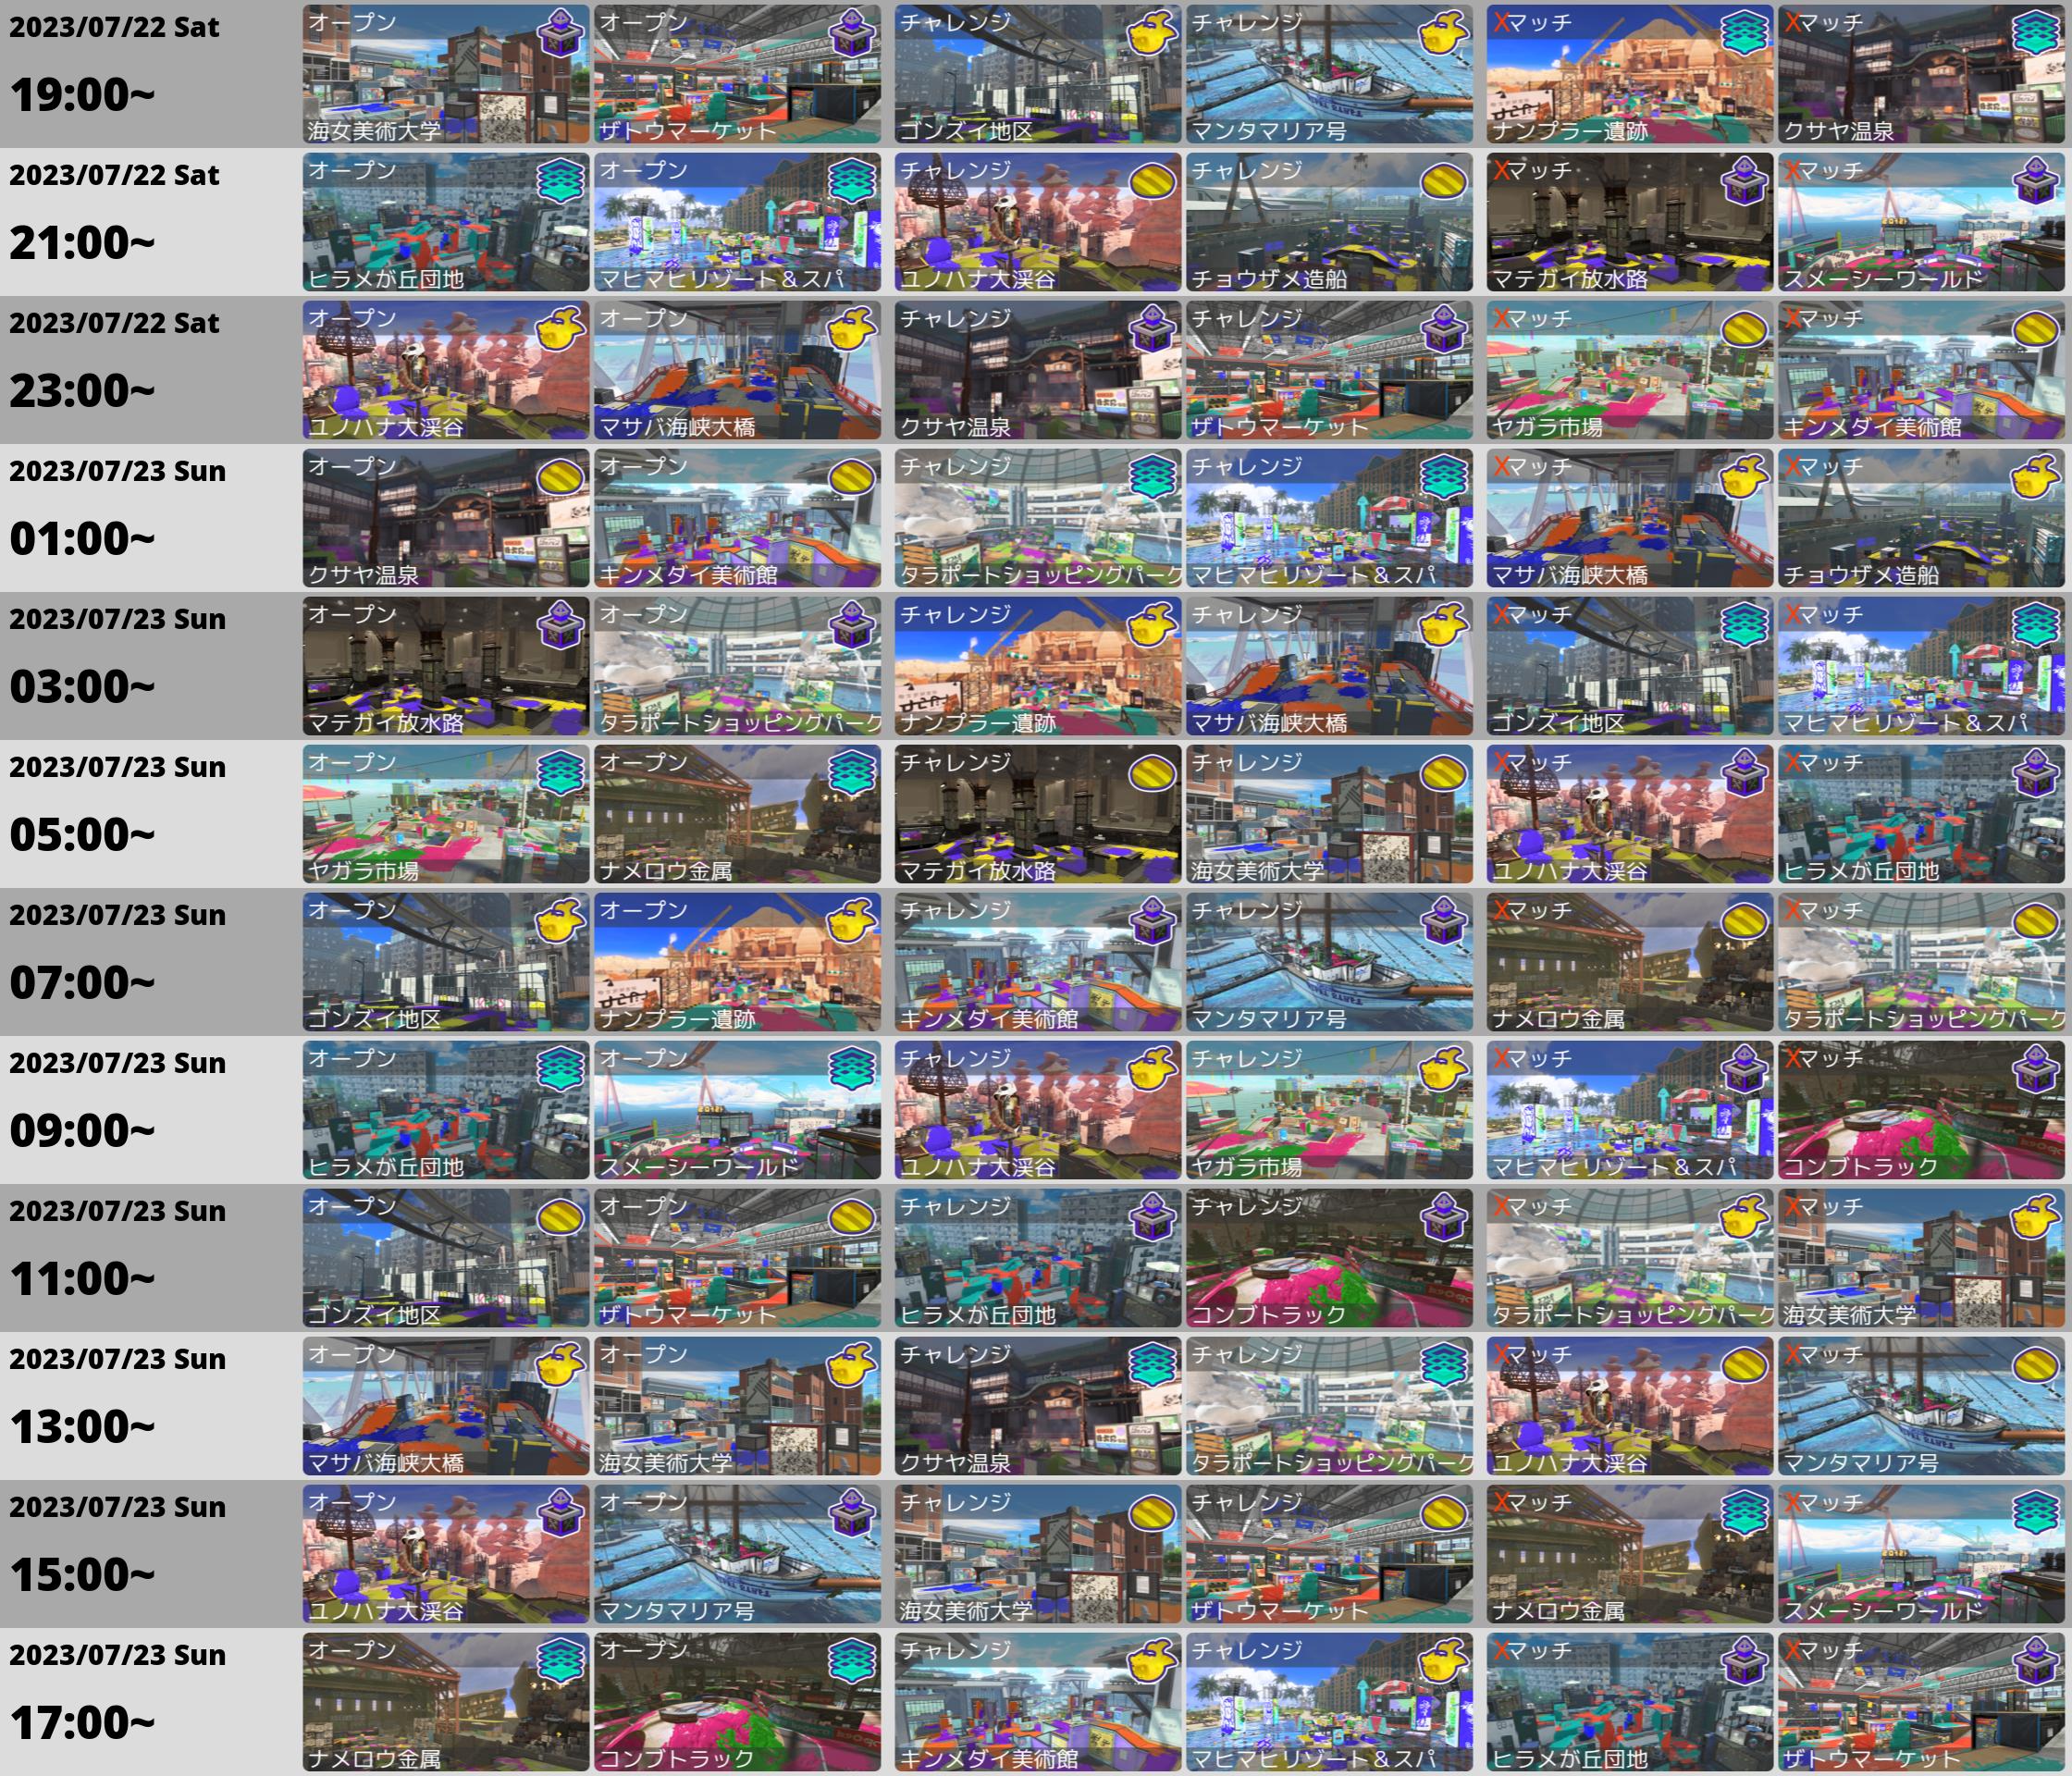 2023/07/22 Sat
19:00~
オープン オープン チャレンジ チャレンジ Xマッチ Xマッチ
海女美術大学 ザトウマーケット ゴンズイ地区 マンタマリア号 ナンプラー遺跡 クサヤ温泉
2023/07/22 Sat
21:00~
オープン オープン チャレンジ チャレンジ Xマッチ Xマッチ
ヒラメが丘団地 マヒマヒリゾート＆スパ ユノハナ大渓谷 チョウザメ造船 マテガイ放水路 スメーシーワールド
2023/07/22 Sat
23:00~
オープン オープン チャレンジ チャレンジ Xマッチ Xマッチ
ユノハナ大渓谷 マサバ海峡大橋 クサヤ温泉 ザトウマーケット ヤガラ市場 キンメダイ美術館
2023/07/23 Sun
01:00~
オープン オープン チャレンジ チャレンジ Xマッチ Xマッチ
クサヤ温泉 キンメダイ美術館 タラポートショッピングパーク マヒマヒリゾート＆スパ マサバ海峡大橋 チョウザメ造船
2023/07/23 Sun
03:00~
オープン オープン チャレンジ チャレンジ Xマッチ Xマッチ
マテガイ放水路 タラポートショッピングパーク ナンプラー遺跡 マサバ海峡大橋 ゴンズイ地区 マヒマヒリゾート＆スパ
2023/07/23 Sun
05:00~
オープン オープン チャレンジ チャレンジ Xマッチ Xマッチ
ヤガラ市場 ナメロウ金属 マテガイ放水路 海女美術大学 ユノハナ大渓谷 ヒラメが丘団地
2023/07/23 Sun
07:00~
オープン オープン チャレンジ チャレンジ Xマッチ Xマッチ
ゴンズイ地区 ナンプラー遺跡 キンメダイ美術館 マンタマリア号 ナメロウ金属 タラポートショッピングパーク
2023/07/23 Sun
09:00~
オープン オープン チャレンジ チャレンジ Xマッチ Xマッチ
ヒラメが丘団地 スメーシーワールド ユノハナ大渓谷 ヤガラ市場 マヒマヒリゾート＆スパ コンブトラック
2023/07/23 Sun
11:00~
オープン オープン チャレンジ チャレンジ Xマッチ Xマッチ
ゴンズイ地区 ザトウマーケット ヒラメが丘団地 コンブトラック タラポートショッピングパーク 海女美術大学
2023/07/23 Sun
13:00~
オープン オープン チャレンジ チャレンジ Xマッチ Xマッチ
マサバ海峡大橋 海女美術大学 クサヤ温泉 タラポートショッピングパーク ユノハナ大渓谷 マンタマリア号
2023/07/23 Sun
15:00~
オープン オープン チャレンジ チャレンジ Xマッチ Xマッチ
ユノハナ大渓谷 マンタマリア号 海女美術大学 ザトウマーケット ナメロウ金属 スメーシーワールド
2023/07/23 Sun
17:00~
オープン オープン チャレンジ チャレンジ Xマッチ Xマッチ
ナメロウ金属 コンブトラック キンメダイ美術館 マヒマヒリゾート＆スパ ヒラメが丘団地 ザトウマーケット